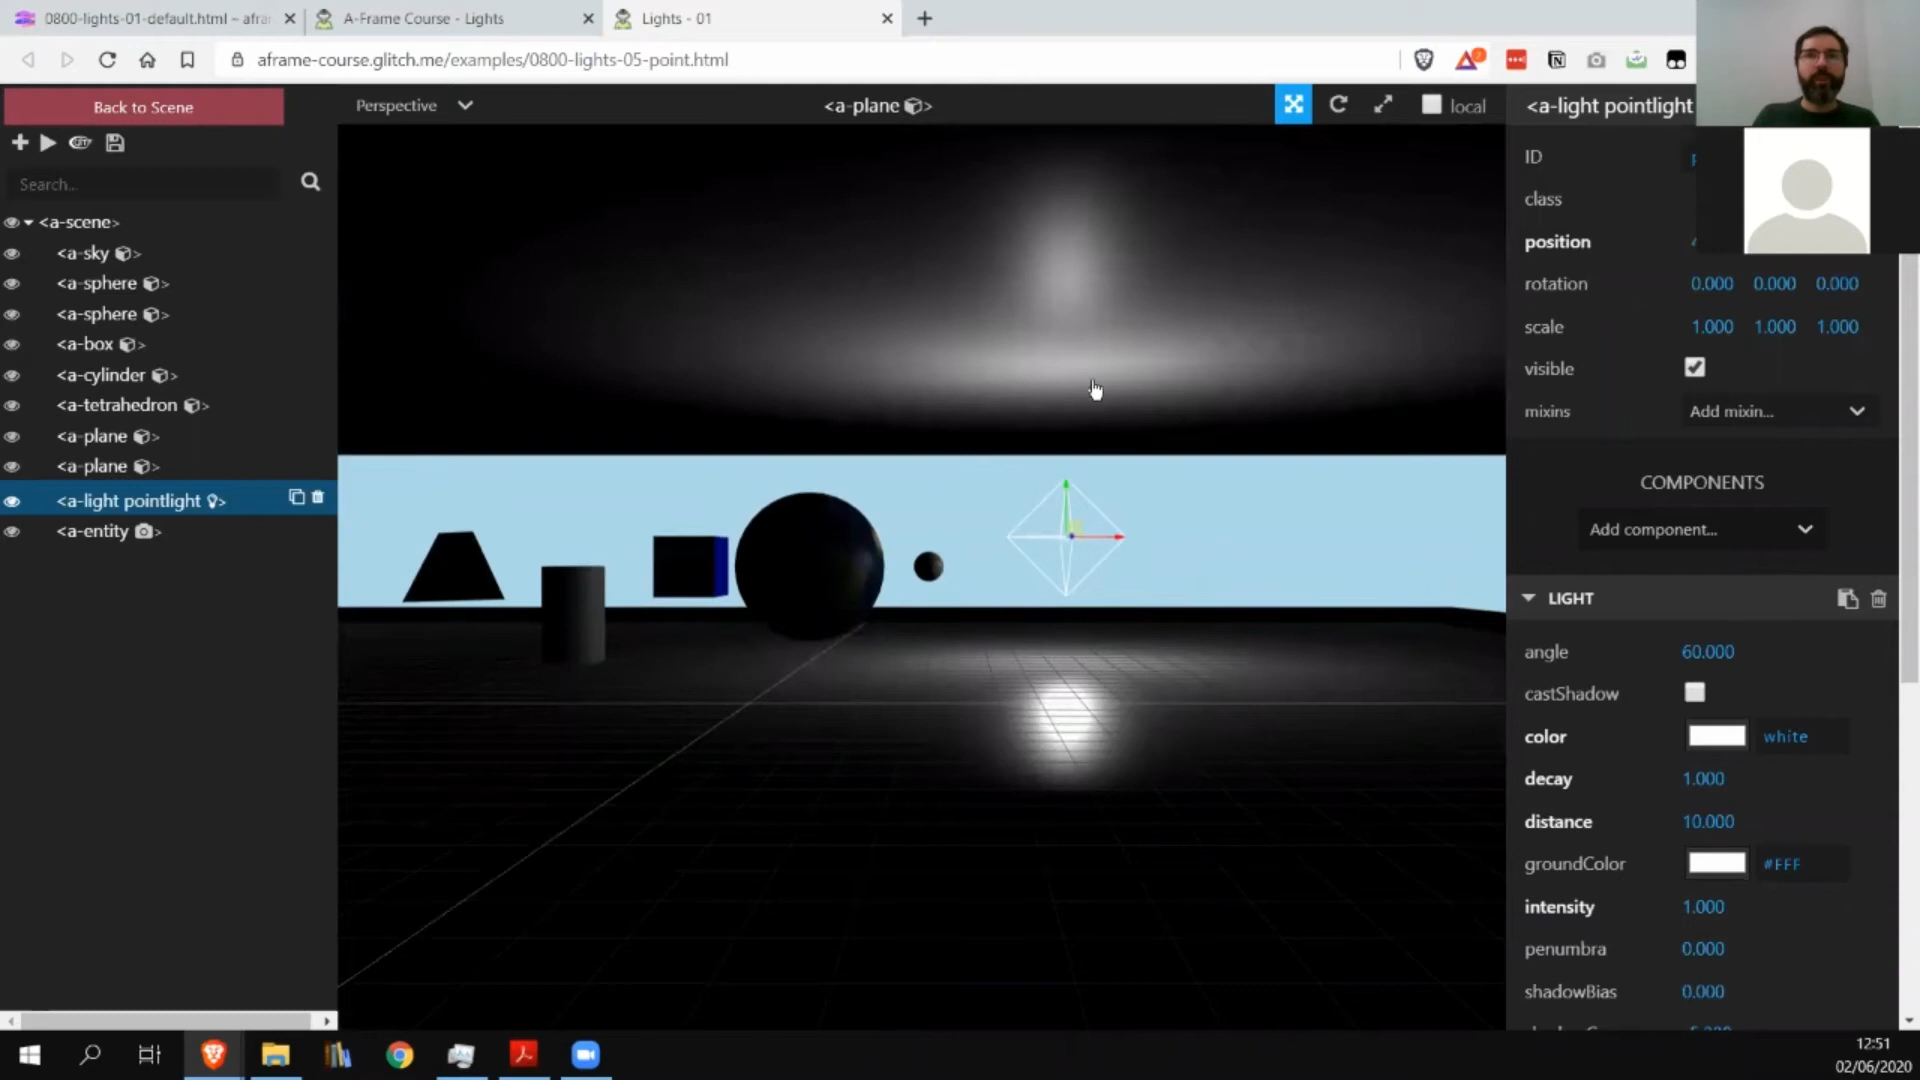 0800-lights-01-default.html – afra
A-Frame Course - Lights
Lights - 01
aframe-course.glitch.me/examples/0800-lights-05-point.html
Back to Scene
Perspective
<a-plane >
local
<a-light pointlight
Search...
<a-scene>
<a-sky >
<a-sphere >
<a-sphere >
<a-box >
<a-cylinder >
<a-tetrahedron >
<a-plane >
<a-plane >
<a-light pointlight >
<a-entity >
ID
class
position
rotation 0.000 0.000 0.000
scale 1.000 1.000 1.000
visible
mixins Add mixin...
COMPONENTS
Add component...
LIGHT
angle 60.000
castShadow
color white
decay 1.000
distance 10.000
groundColor #FFF
intensity 1.000
penumbra 0.000
shadowBias 0.000
12:51
02/06/2020